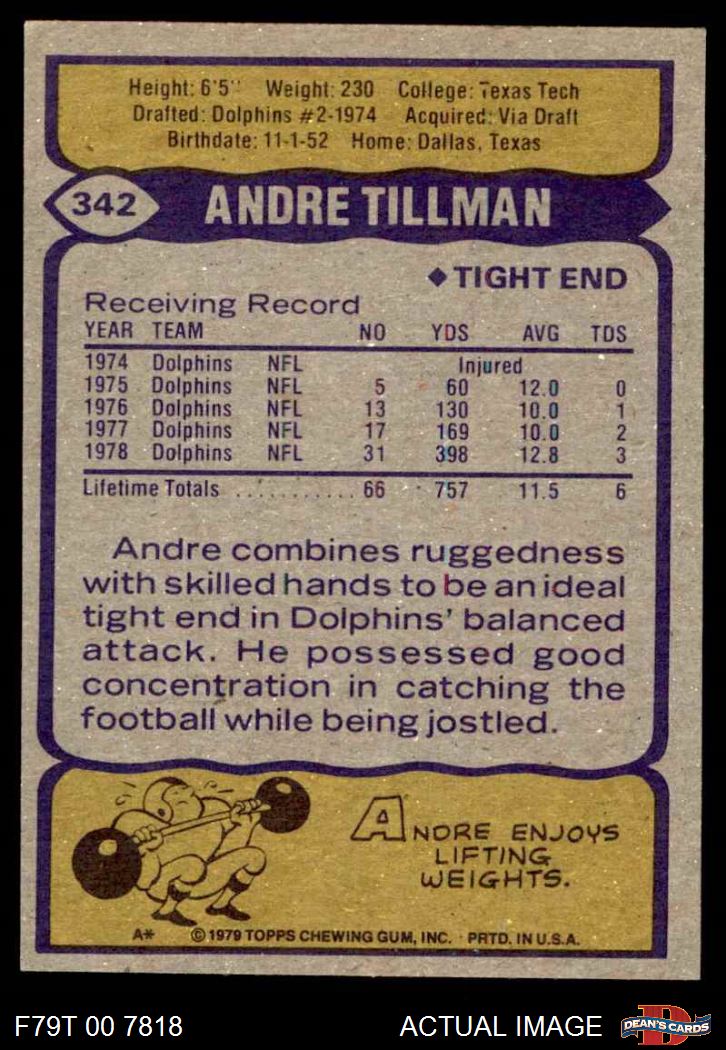 Height: 6'5" Weight: 230 College: Texas Tech
Drafted: Dolphins #2-1974 Acquired: Via Draft
Birthdate: 11-1-52 Home: Dallas, Texas
342 ANDRE TILLMAN
◆ TIGHT END
Receiving Record
YEAR TEAM NO YDS AVG TDS
1974 Dolphins NFL Injured
1975 Dolphins NFL 5 60 12.0 0
1976 Dolphins NFL 13 130 10.0 1
1977 Dolphins NFL 17 169 10.0 2
1978 Dolphins NFL 31 398 12.8 3
Lifetime Totals ........... 66 757 11.5 6
Andre combines ruggedness
with skilled hands to be an ideal
tight end in Dolphins' balanced
attack. He possessed good
concentration in catching the
football while being jostled.
ANDRE ENJOYS
LIFTING
WEIGHTS.
A* © 1979 TOPPS CHEWING GUM, INC. PRTD. IN U.S.A.
F79T 00 7818 ACTUAL IMAGE D DEAN'S CARDS